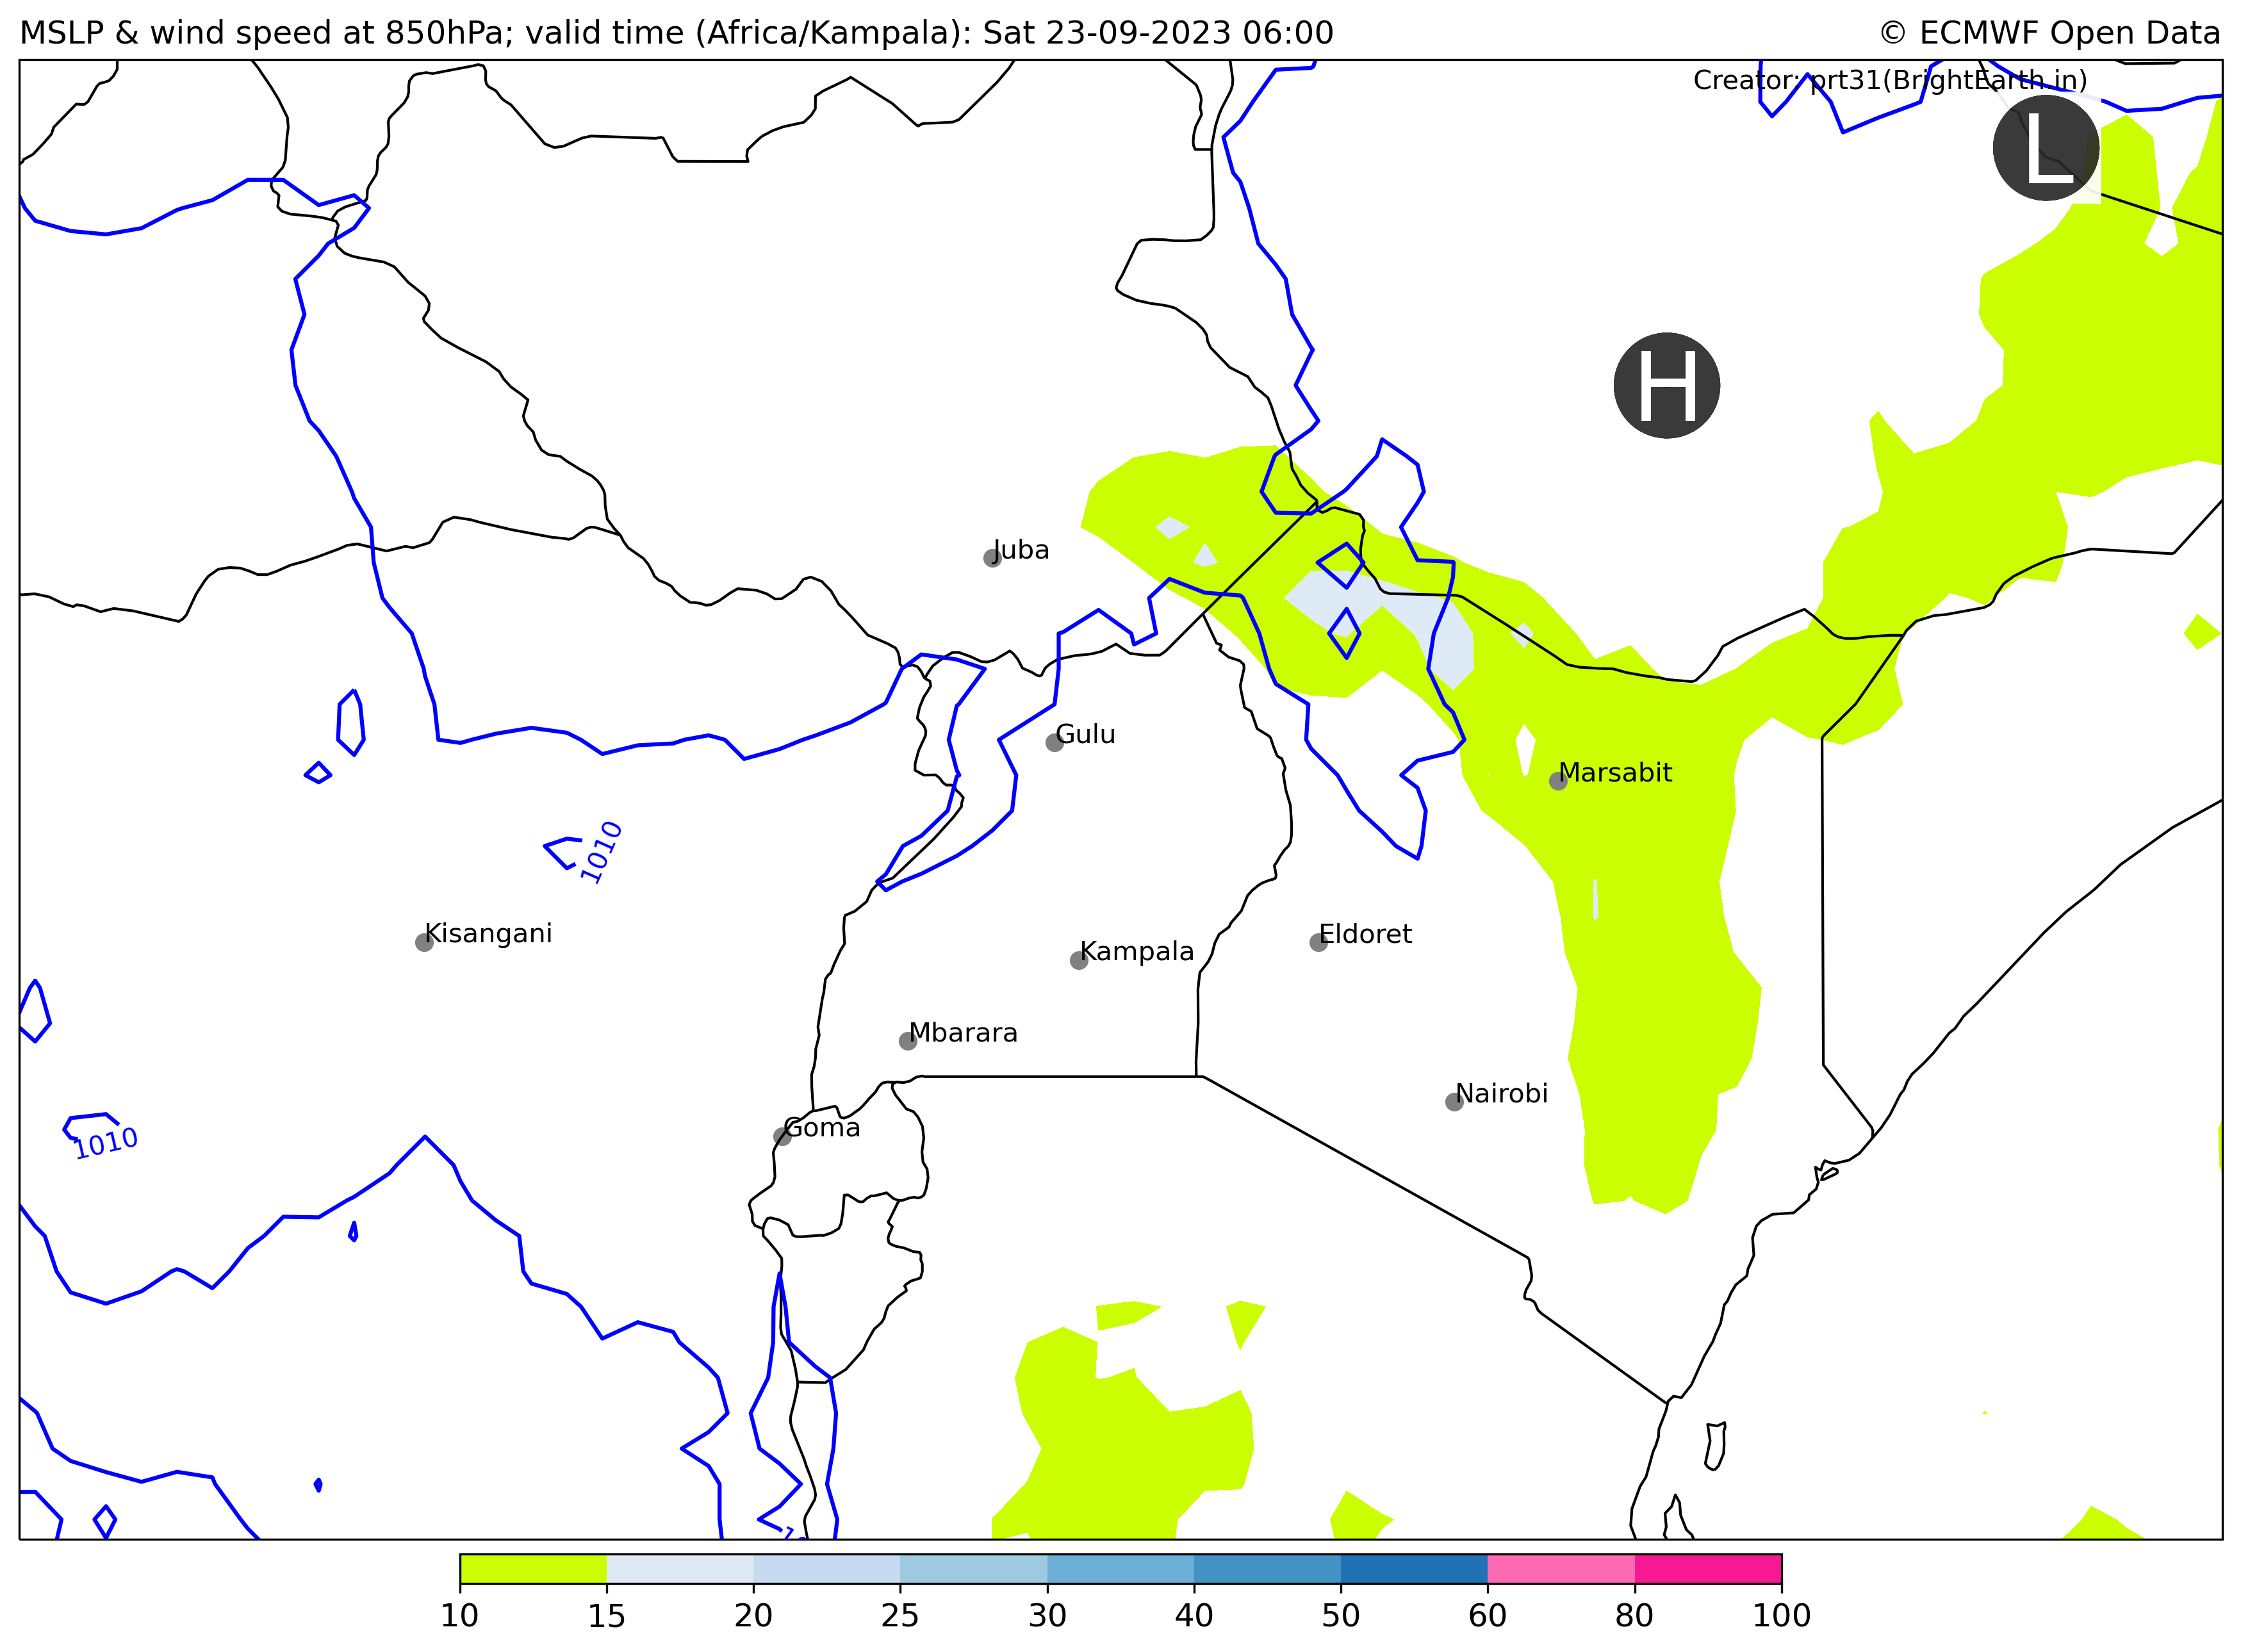 MSLP & wind speed at 850hPa; valid time (Africa/Kampala): Sat 23-09-2023 06:00
© ECMWF Open Data
Creator: prt31(BrightEarth.in)
L
H
Juba
Gulu
Marsabit
1010
Kisangani
Eldoret
Kampala
Mbarara
Nairobi
Goma
1010
10 15 20 25 30 40 50 60 80 100